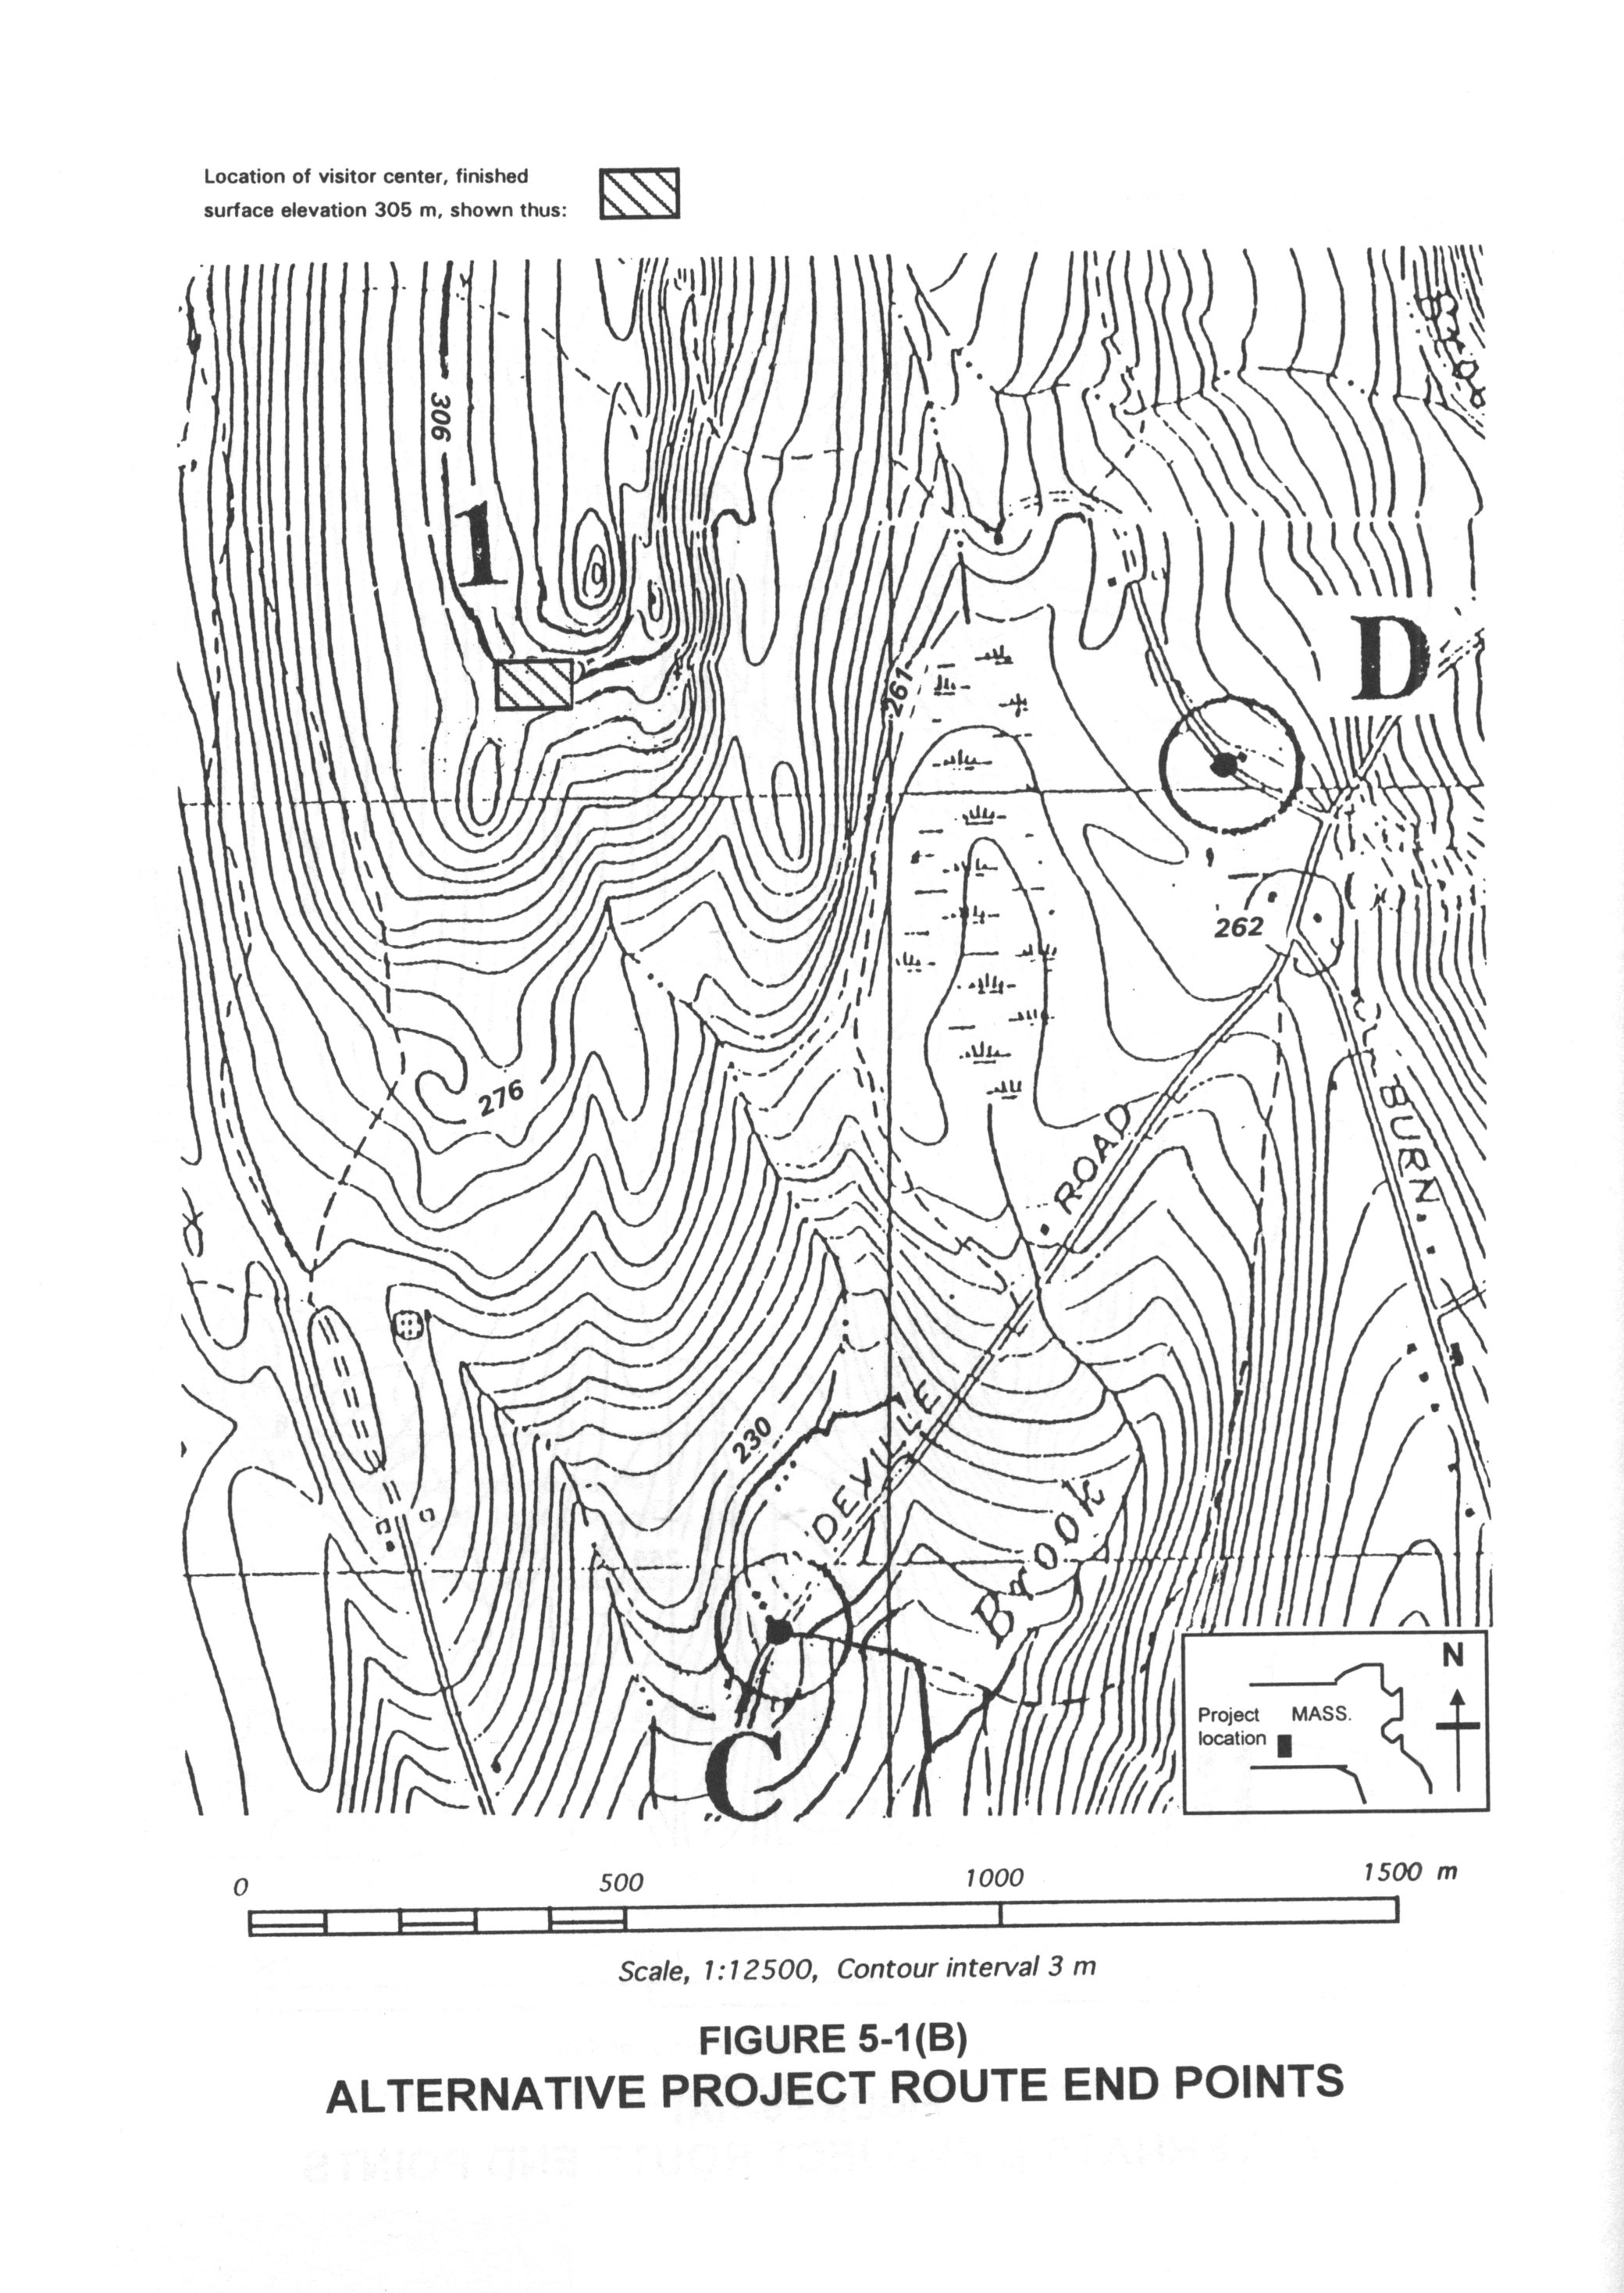 Location of visitor center, finished
surface elevation 305 m, shown thus:
306
1
261
D
262
276
ROAD
BURN.
230
DEVILLE
Brook
C
N
Project MASS.
location
0 500 1000 1500 m
Scale, 1:12500, Contour interval 3 m
FIGURE 5-1(B)
ALTERNATIVE PROJECT ROUTE END POINTS